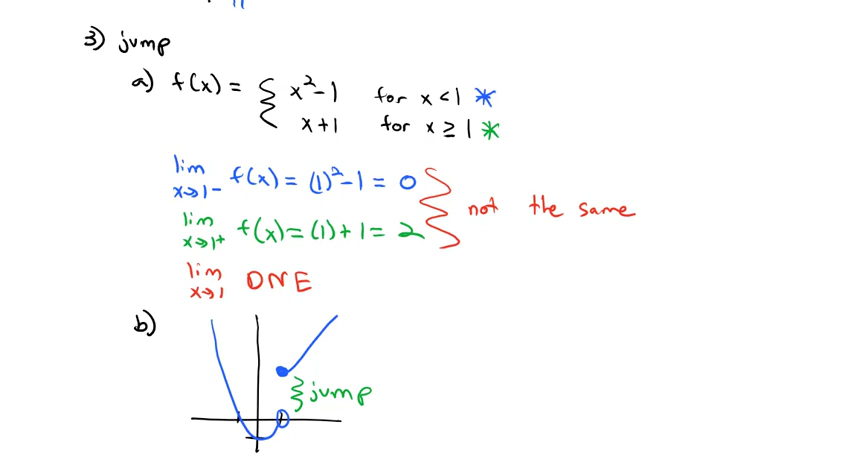 3) jump
a) f(x) = { x²-1 for x < 1 *
x+1 for x ≥ 1 *
lim x→1- f(x) = (1)²-1 = 0
lim x→1+ f(x) = (1)+1 = 2
not the same
lim x→1 DNE
b)
jump